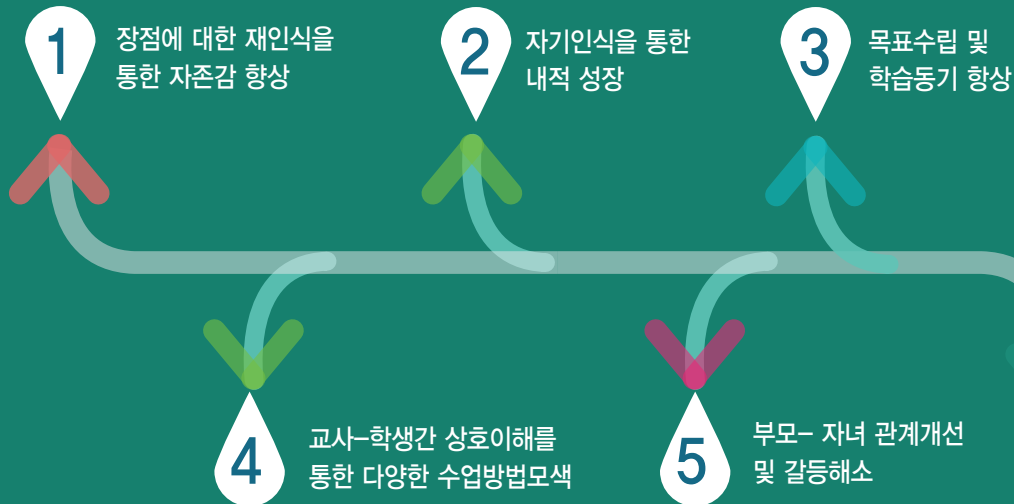 1
장점에 대한 재인식을
통한 자존감 향상
2
자기인식을 통한
내적 성장
3
목표수립 및
학습동기 향상
4
교사-학생간 상호이해를
통한 다양한 수업방법모색
5
부모- 자녀 관계개선
및 갈등해소